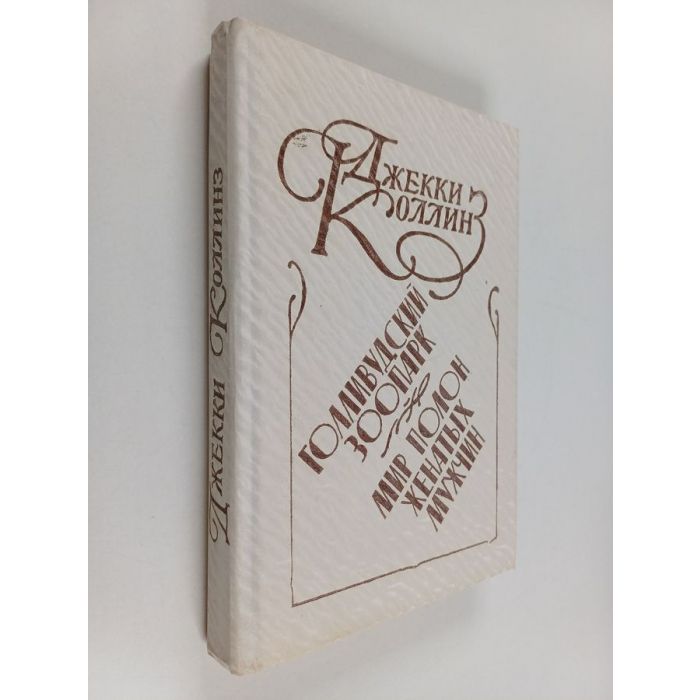 Джекки Коллинз
Джекки
Коллинз
ГОЛЛИВУДСКИЙ
ЗООПАРК
МИР ПОЛОН
ЖЕНАТЫХ
МУЖЧИН